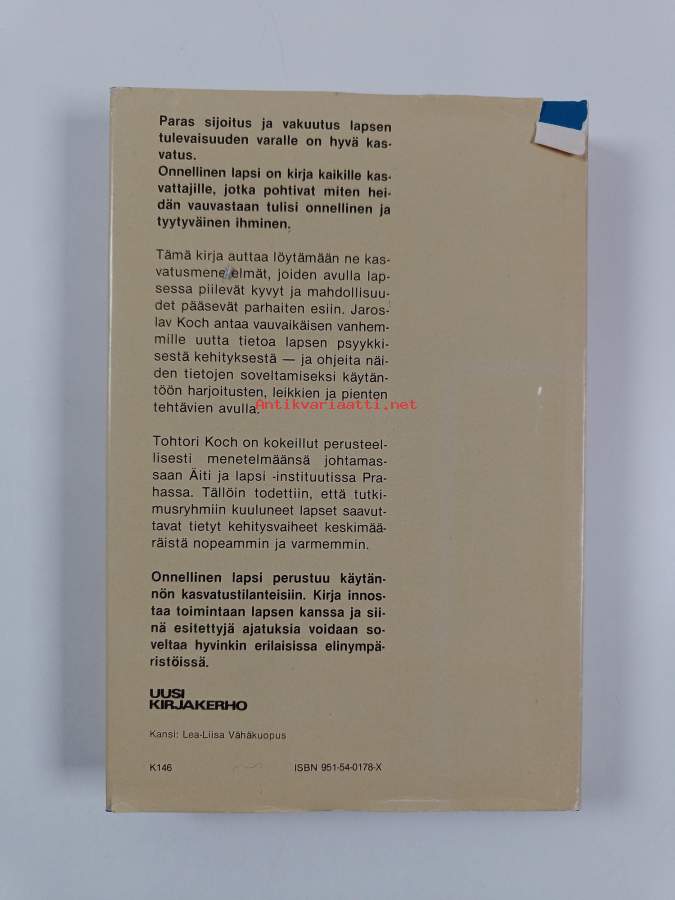 Paras sijoitus ja vakuutus lapsen
tulevaisuuden varalle on hyvä kas-
vatus.
Onnellinen lapsi on kirja kaikille kas-
vattajille, jotka pohtivat miten hei-
dän vauvastaan tulisi onnellinen ja
tyytyväinen ihminen.
Tämä kirja auttaa löytämään ne kas-
vatusmenetelmät, joiden avulla lap-
sessa piilevät kyvyt ja mahdollisuu-
det pääsevät parhaiten esiin. Jaros-
lav Koch antaa vauvaikäisen vanhem-
mille uutta tietoa lapsen psyykki-
sestä kehityksestä — ja ohjeita näi-
den tietojen soveltamiseksi käytän-
töön harjoitusten, leikkien ja pienten
tehtävien avulla.
Antikvariaatti.net
Tohtori Koch on kokeillut perusteel-
lisesti menetelmäänsä johtamas-
saan Äiti ja lapsi -instituutissa Pra-
hassa. Tällöin todettiin, että tutki-
musryhmiin kuuluneet lapset saavut-
tavat tietyt kehitysvaiheet keskimää-
räistä nopeammin ja varmemmin.
Onnellinen lapsi perustuu käytän-
nön kasvatustilanteisiin. Kirja innos-
taa toimintaan lapsen kanssa ja sii-
nä esitettyjä ajatuksia voidaan so-
veltaa hyvinkin erilaisissa elinympä-
ristöissä.
UUSI
KIRJAKERHO
Kansi: Lea-Liisa Vähäkuopus
K146 ISBN 951-54-0178-X